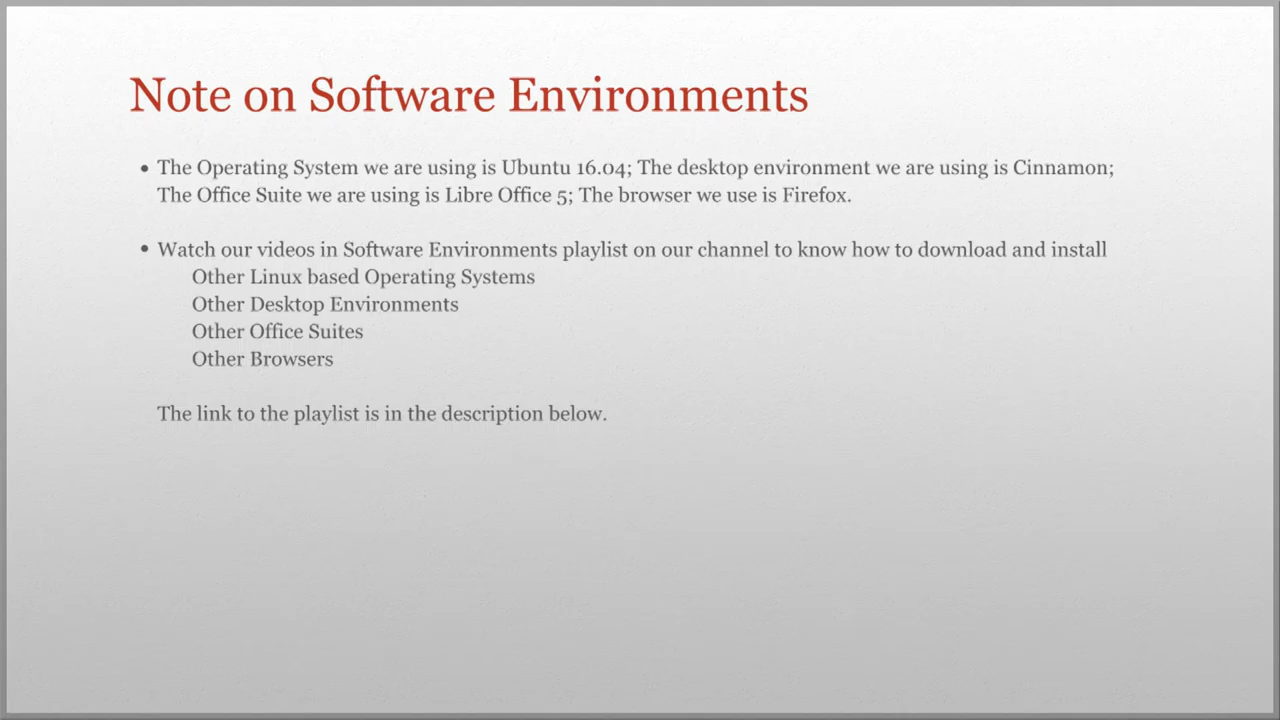 Note on Software Environments
• The Operating System we are using is Ubuntu 16.04; The desktop environment we are using is Cinnamon;
The Office Suite we are using is Libre Office 5; The browser we use is Firefox.
• Watch our videos in Software Environments playlist on our channel to know how to download and install
Other Linux based Operating Systems
Other Desktop Environments
Other Office Suites
Other Browsers
The link to the playlist is in the description below.